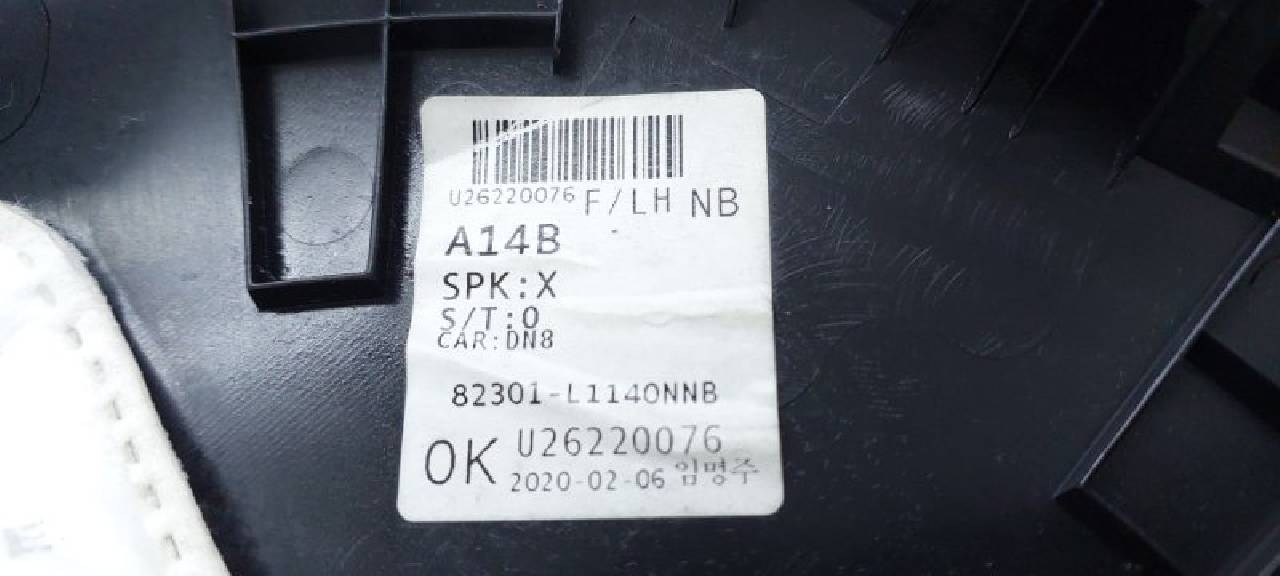 U26220076 F/LH NB
A14B
SPK:X
S/T:0
CAR:DN8
82301-L1140NNB
OK U26220076
2020-02-06 임명주